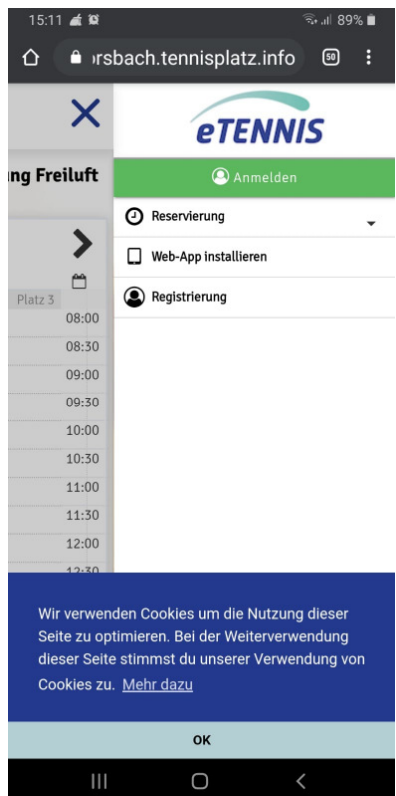 15:11
89%
orsbach.tennisplatz.info
50
eTENNIS
ng Freiluft
Anmelden
Reservierung
Web-App installieren
Registrierung
Platz 3
08:00
08:30
09:00
09:30
10:00
10:30
11:00
11:30
12:00
12:30
Wir verwenden Cookies um die Nutzung dieser
Seite zu optimieren. Bei der Weiterverwendung
dieser Seite stimmst du unserer Verwendung von
Cookies zu. Mehr dazu
OK